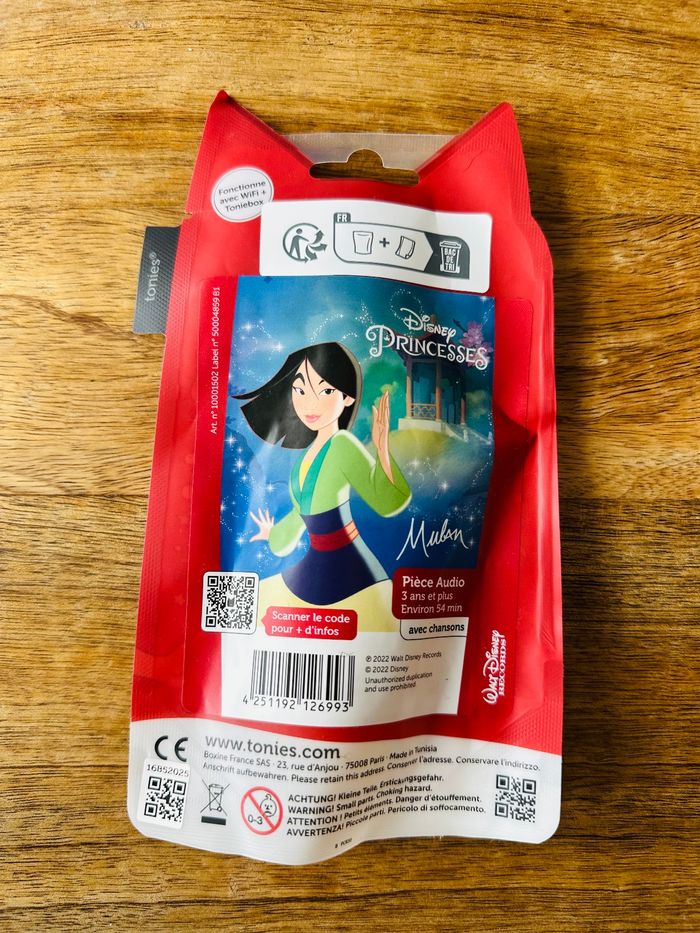 Fonctionne
avec WiFi +
Toniebox
tonies®
FR
+
BAC
DE
TRI
Art. n° 10001502 Label n° 50004859 B1
Disney
PRINCESSES
Mulan
Pièce Audio
3 ans et plus
Environ 54 min
avec chansons
Scanner le code
pour + d'infos
℗ 2022 Walt Disney Records
© 2022 Disney
Unauthorized duplication
and use prohibited.
4 251192 126993
WALT DISNEY
RECORDS
CE
www.tonies.com
Boxine France SAS · 23, rue d'Anjou · 75008 Paris · Made in Tunisia
Anschrift aufbewahren. Please retain this address. Conserver l'adresse. Conservare l'indirizzo.
16B52025
0-3
ACHTUNG! Kleine Teile. Erstickungsgefahr.
WARNING! Small parts. Choking hazard.
ATTENTION ! Petits éléments. Danger d'étouffement.
AVVERTENZA! Piccole parti. Pericolo di soffocamento.